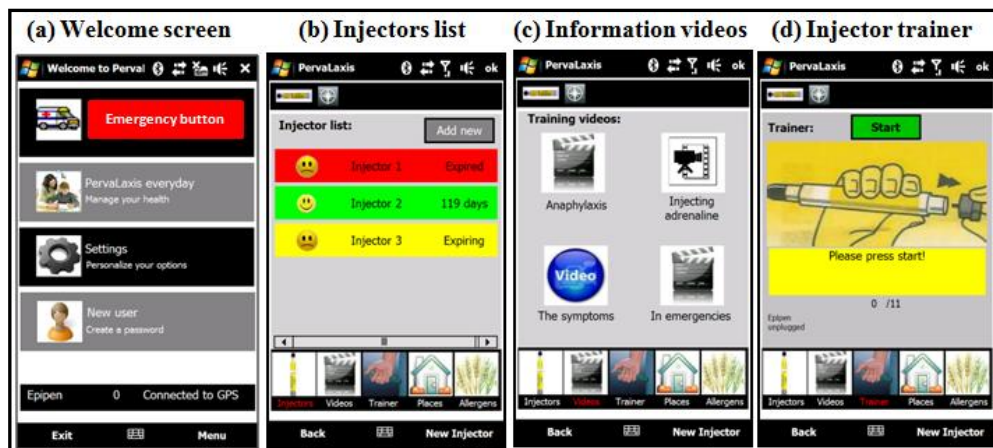 (a) Welcome screen
Welcome to Perval
Emergency button
PervaLaxis everyday
Manage your health
Settings
Personalize your options
New user
Create a password
Epipen 0 Connected to GPS
Exit Menu
(b) Injectors list
PervaLaxis ok
Injector list: Add new
Injector 1 Expired
Injector 2 119 days
Injector 3 Expiring
Injectors Videos Trainer Places Allergens
Back New Injector
(c) Information videos
PervaLaxis ok
Training videos:
Anaphylaxis
Injecting
adrenaline
Video
The symptoms
In emergencies
Injectors Videos Trainer Places Allergens
Back New Injector
(d) Injector trainer
PervaLaxis ok
Trainer: Start
Please press start!
0 /11
Epipen
unplugged
Injectors Videos Trainer Places Allergens
Back New Injector